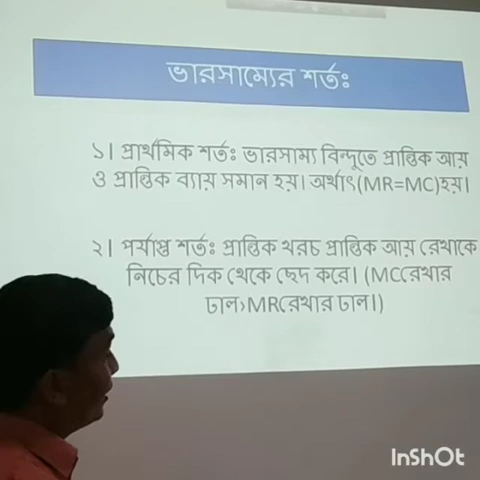 ভারসাম্যের শর্তঃ
১। প্রাথমিক শর্তঃ ভারসাম্য বিন্দুতে প্রান্তিক আয়
ও প্রান্তিক ব্যায় সমান হয়। অর্থাৎ(MR=MC)হয়।
২। পর্যাপ্ত শর্তঃ প্রান্তিক খরচ প্রান্তিক আয় রেখাকে
নিচের দিক থেকে ছেদ করে। (MCরেখার
ঢাল>MRরেখার ঢাল।)
InShOt